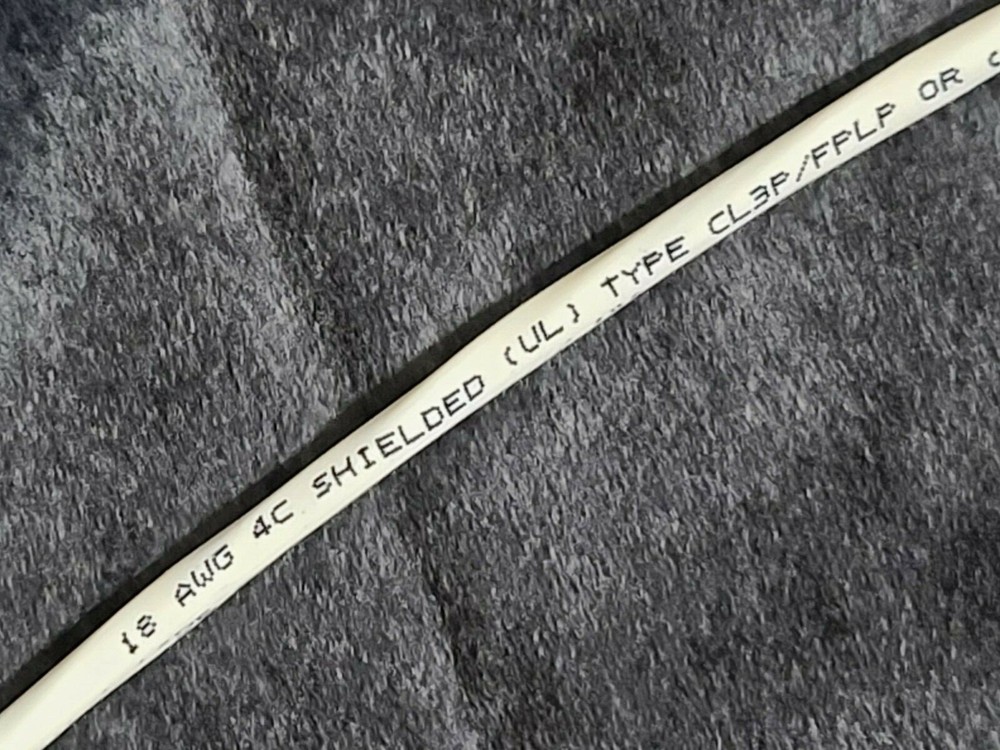 18 AWG 4C SHIELDED (UL) TYPE CL3P/FPLP OR